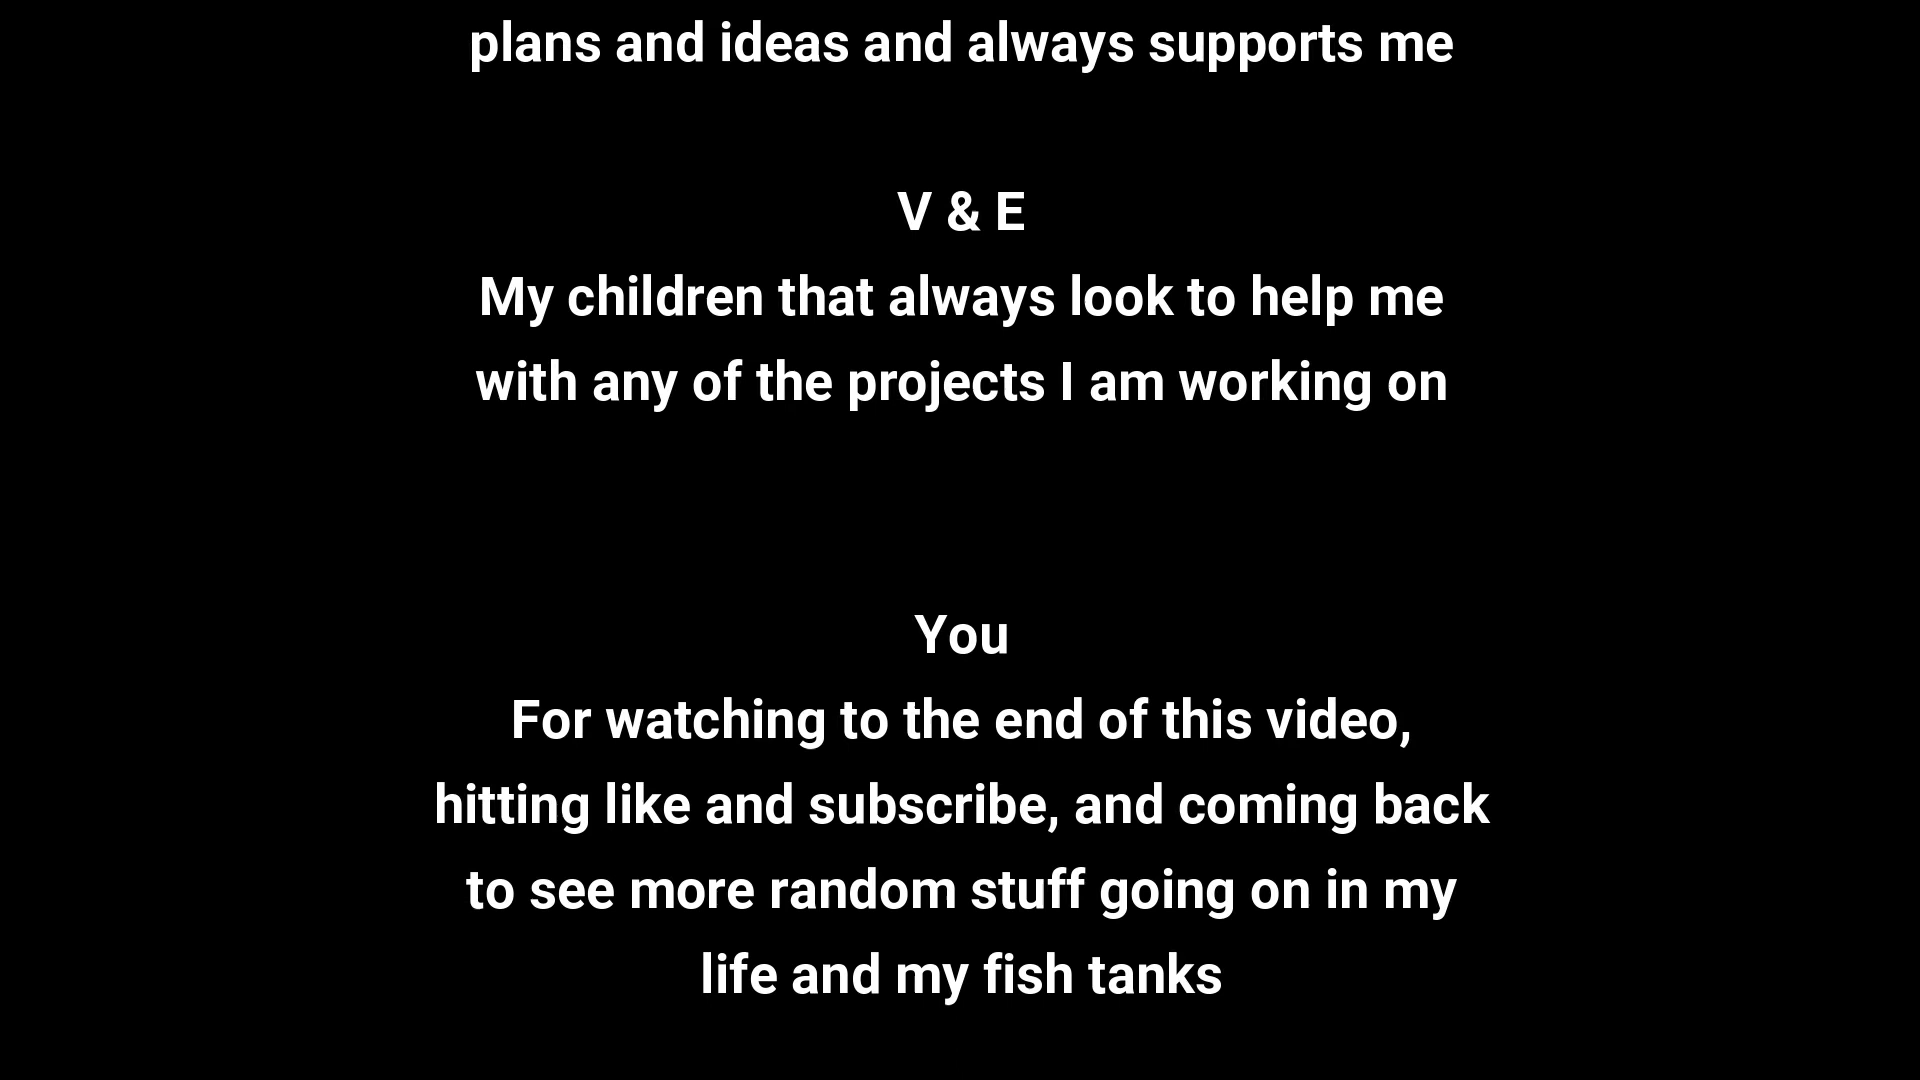 plans and ideas and always supports me
V & E
My children that always look to help me
with any of the projects I am working on
You
For watching to the end of this video,
hitting like and subscribe, and coming back
to see more random stuff going on in my
life and my fish tanks